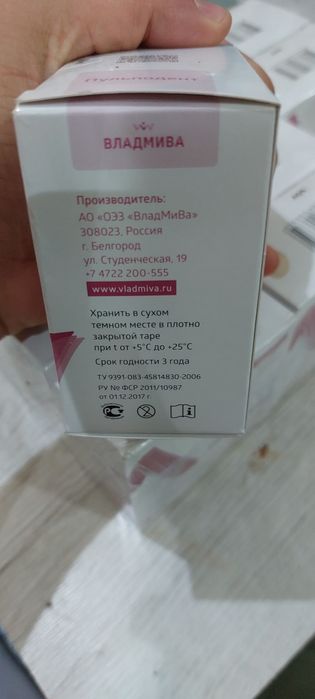 Пульподент
ВЛАДМИВА
Производитель:
АО «ОЭЗ «ВладМиВа»
308023, Россия
г. Белгород
ул. Студенческая, 19
+7 4722 200-555
www.vladmiva.ru
Хранить в сухом
темном месте в плотно
закрытой таре
при t от +5°С до +25°С
Срок годности 3 года
ТУ 9391-083-45814830-2006
РУ № ФСР 2011/10987
от 01.12.2017 г.